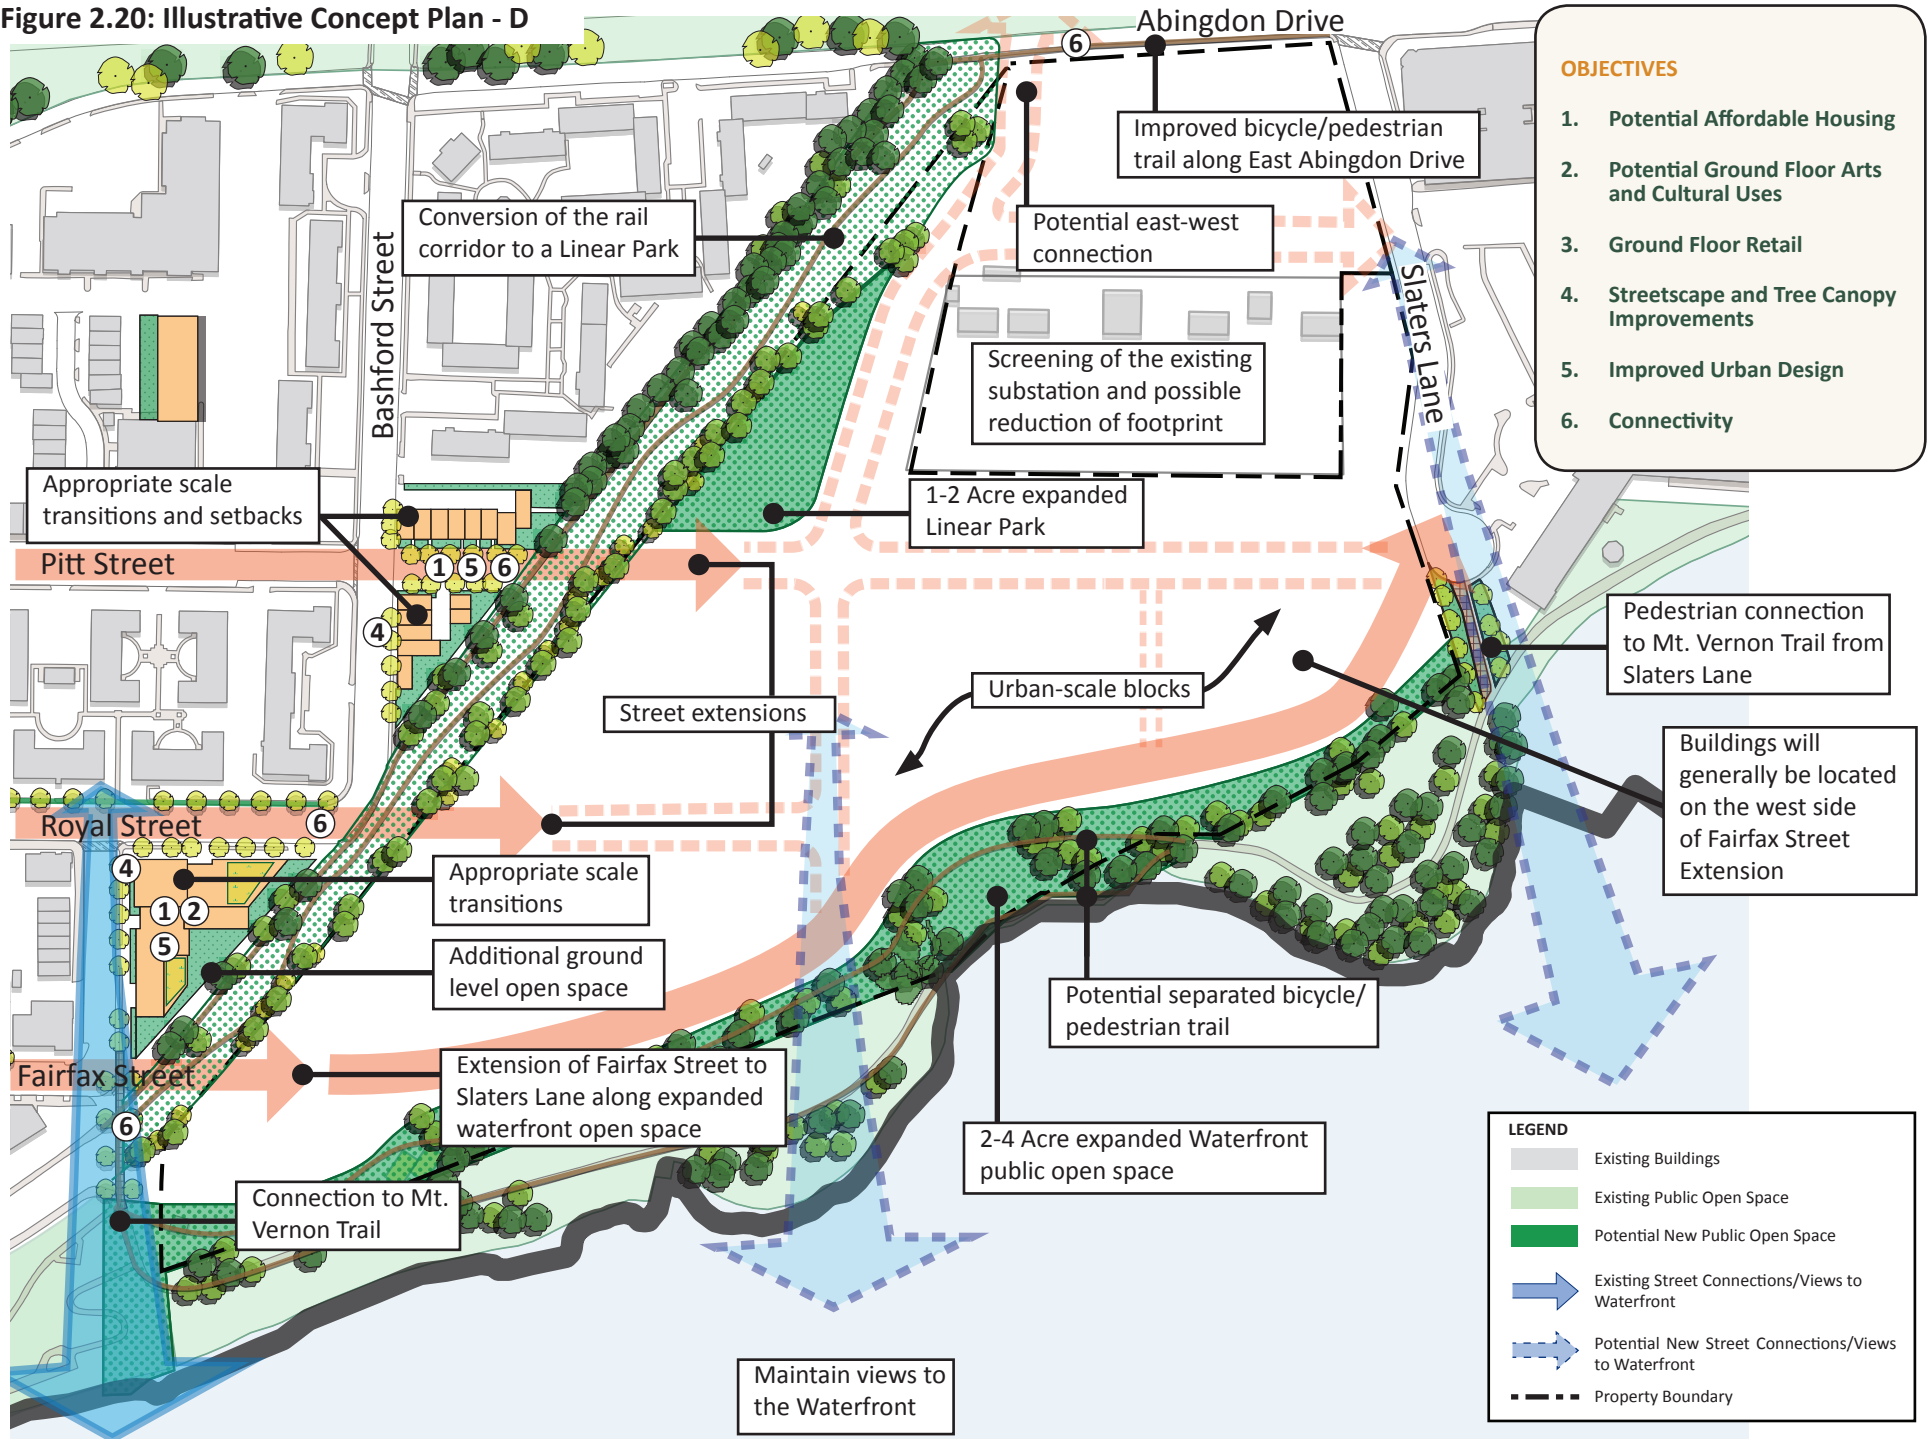 Figure 2.20: Illustrative Concept Plan - D
Abingdon Drive
6
OBJECTIVES
1. Potential Affordable Housing
2. Potential Ground Floor Arts
and Cultural Uses
3. Ground Floor Retail
4. Streetscape and Tree Canopy
Improvements
5. Improved Urban Design
6. Connectivity
Improved bicycle/pedestrian
trail along East Abingdon Drive
Conversion of the rail
corridor to a Linear Park
Potential east-west
connection
Bashford Street
Slaters Lane
Screening of the existing
substation and possible
reduction of footprint
Appropriate scale
transitions and setbacks
1-2 Acre expanded
Linear Park
Pitt Street
1 5 6
4
Pedestrian connection
to Mt. Vernon Trail from
Slaters Lane
Urban-scale blocks
Street extensions
Buildings will
generally be located
on the west side
of Fairfax Street
Extension
Royal Street
6
4
Appropriate scale
transitions
1 2
5
Additional ground
level open space
Potential separated bicycle/
pedestrian trail
Fairfax Street
Extension of Fairfax Street to
Slaters Lane along expanded
waterfront open space
6
2-4 Acre expanded Waterfront
public open space
Connection to Mt.
Vernon Trail
Maintain views to
the Waterfront
LEGEND
Existing Buildings
Existing Public Open Space
Potential New Public Open Space
Existing Street Connections/Views to
Waterfront
Potential New Street Connections/Views
to Waterfront
Property Boundary